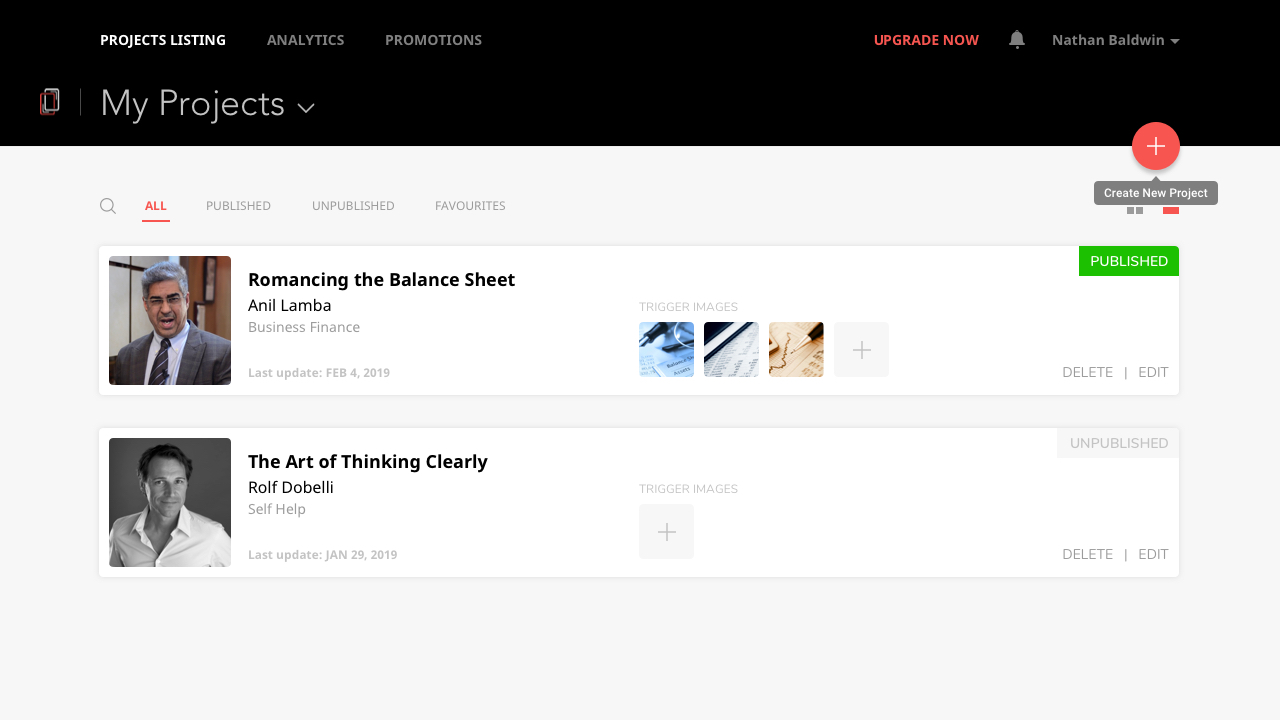 PROJECTS LISTING
ANALYTICS
PROMOTIONS
UPGRADE NOW
Nathan Baldwin
My Projects
Create New Project
ALL
PUBLISHED
UNPUBLISHED
FAVOURITES
PUBLISHED
Romancing the Balance Sheet
Anil Lamba
Business Finance
Last update: FEB 4, 2019
TRIGGER IMAGES
DELETE | EDIT
UNPUBLISHED
The Art of Thinking Clearly
Rolf Dobelli
Self Help
Last update: JAN 29, 2019
TRIGGER IMAGES
DELETE | EDIT